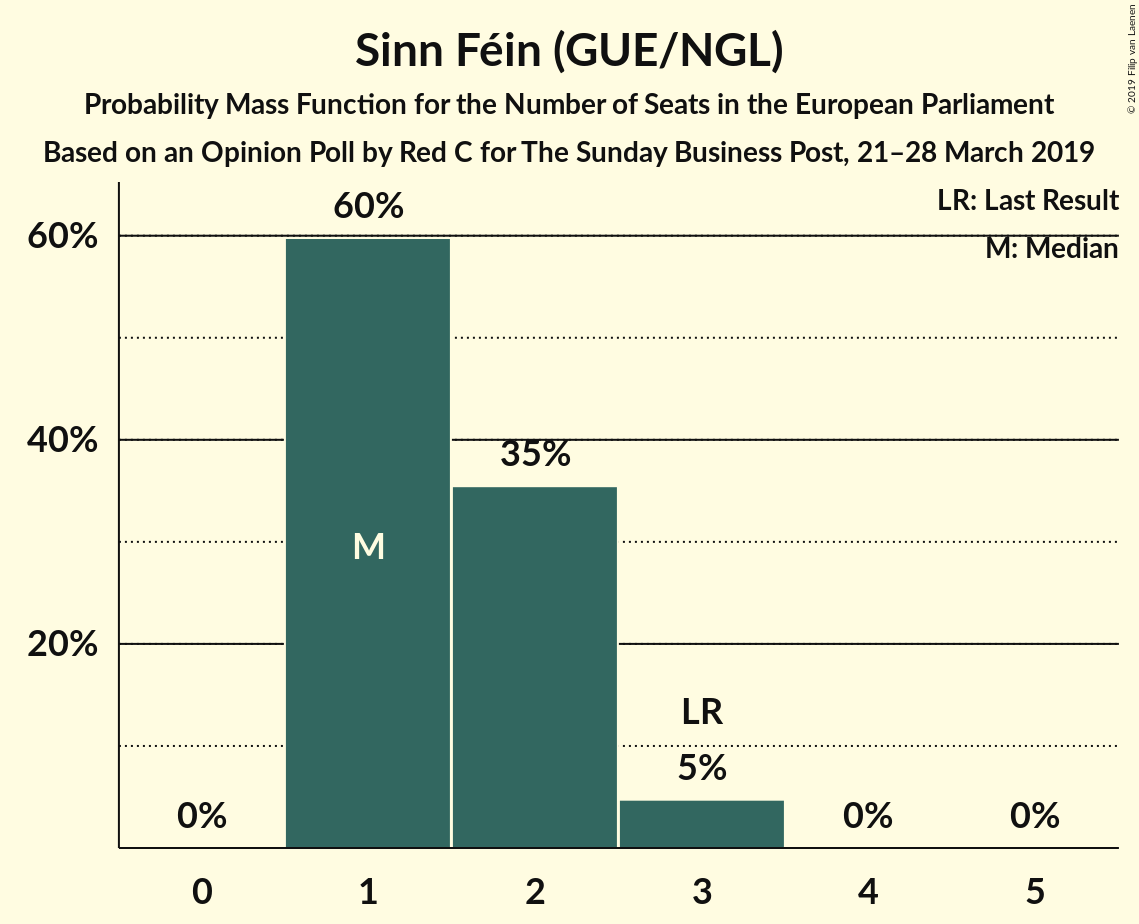 Sinn Féin (GUE/NGL)
Probability Mass Function for the Number of Seats in the European Parliament
Based on an Opinion Poll by Red C for The Sunday Business Post, 21–28 March 2019
© 2019 Filip van Laenen
LR: Last Result
M: Median
60%
40%
20%
0%
60%
M
35%
LR
5%
0%
0%
0 1 2 3 4 5